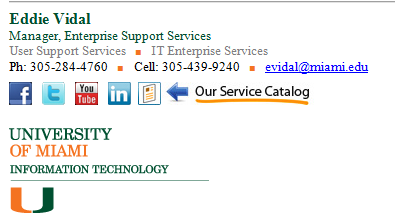 Eddie Vidal
Manager, Enterprise Support Services
User Support Services ▪ IT Enterprise Services
Ph: 305-284-4760 ▪ Cell: 305-439-9240 ▪ evidal@miami.edu
f t You Tube in Our Service Catalog
UNIVERSITY
OF MIAMI
INFORMATION TECHNOLOGY
U